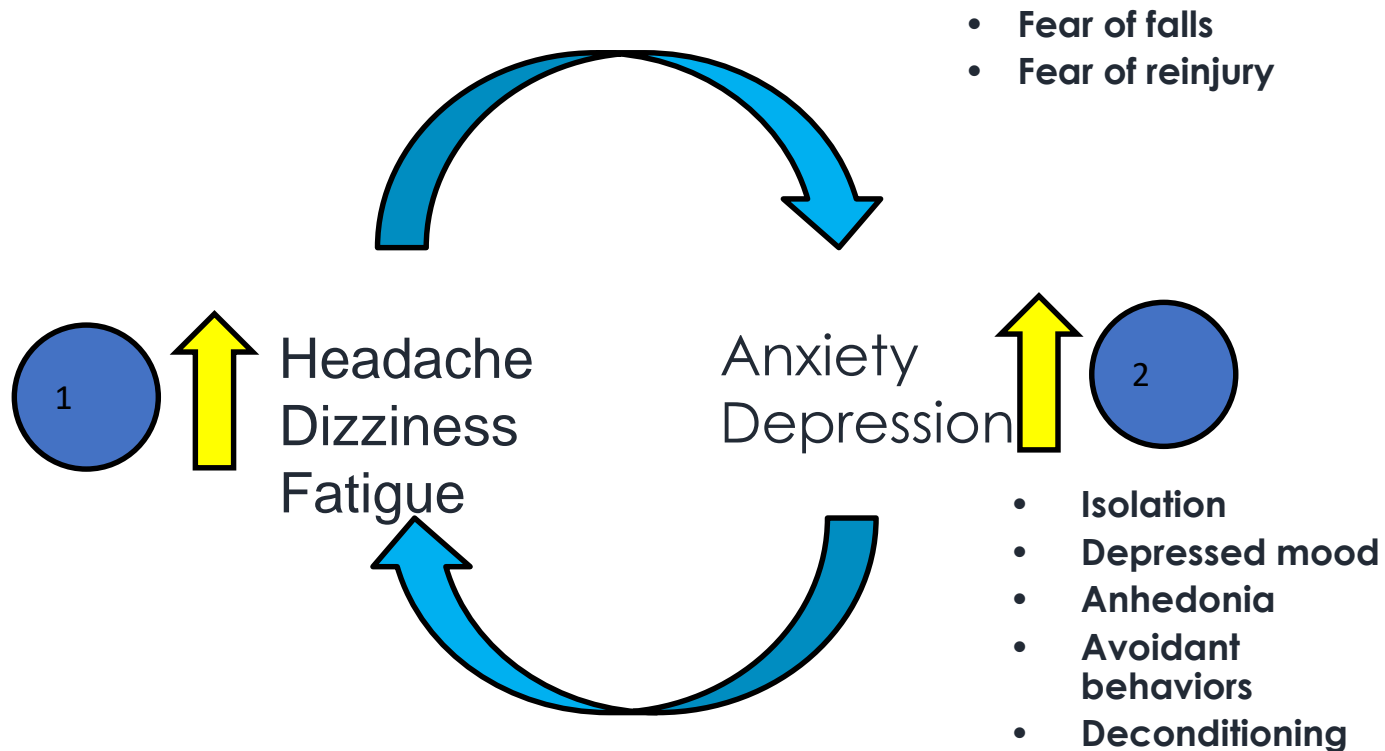 • Fear of falls
• Fear of reinjury
1
Headache
Dizziness
Fatigue
Anxiety
Depression
2
• Isolation
• Depressed mood
• Anhedonia
• Avoidant
behaviors
• Deconditioning